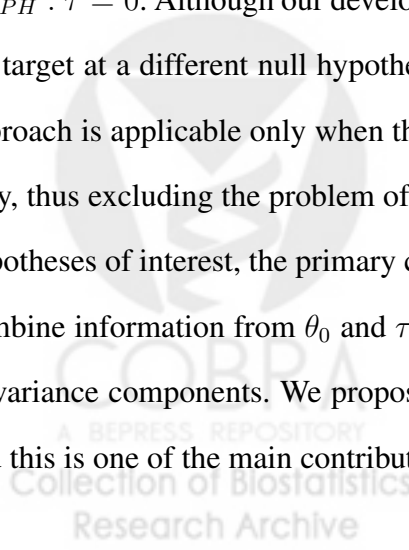 PH : τ = 0. Although our develo
target at a different null hypothe
roach is applicable only when th
y, thus excluding the problem of
potheses of interest, the primary
mbine information from θ₀ and τ
variance components. We propos
this is one of the main contribut
COBRA
A BEPRESS REPOSITORY
Collection of Biostatistics
Research Archive